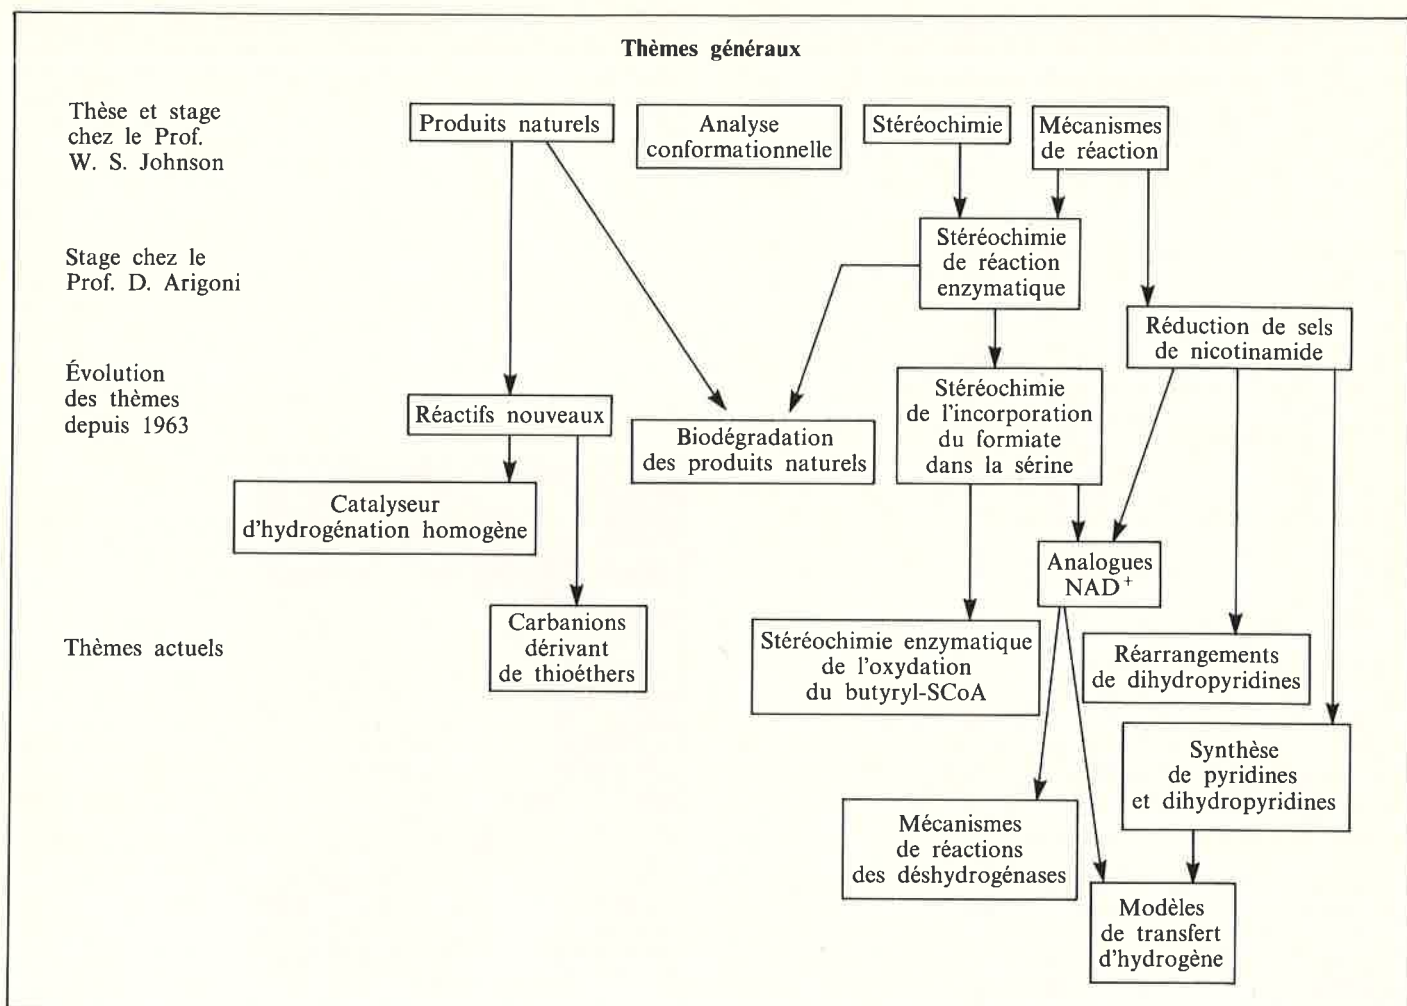 Thèmes généraux
Thèse et stage
chez le Prof.
W. S. Johnson
Produits naturels
Analyse
conformationnelle
Stéréochimie
Mécanismes
de réaction
Stage chez le
Prof. D. Arigoni
Stéréochimie
de réaction
enzymatique
Réduction de sels
de nicotinamide
Évolution
des thèmes
depuis 1963
Réactifs nouveaux
Biodégradation
des produits naturels
Stéréochimie
de l'incorporation
du formiate
dans la sérine
Catalyseur
d'hydrogénation homogène
Analogues
NAD⁺
Thèmes actuels
Carbanions
dérivant
de thioéthers
Stéréochimie enzymatique
de l'oxydation
du butyryl-SCoA
Réarrangements
de dihydropyridines
Synthèse
de pyridines
et dihydropyridines
Mécanismes
de réactions
des déshydrogénases
Modèles
de transfert
d'hydrogène